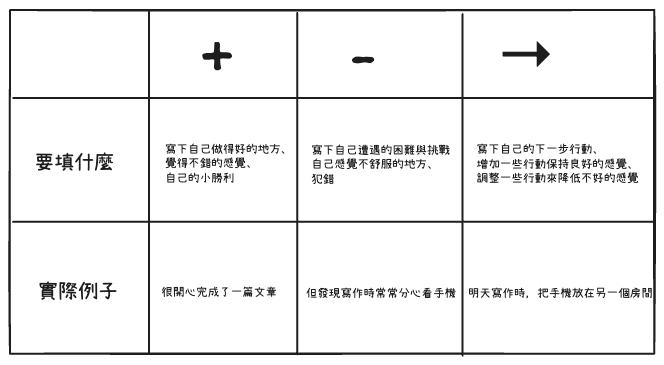 +
-
→
要填什麼
寫下自己做得好的地方、
覺得不錯的感覺、
自己的小勝利
寫下自己遭遇的困難與挑戰
自己感覺不舒服的地方、
犯錯
寫下自己的下一步行動、
增加一些行動保持良好的感覺、
調整一些行動來降低不好的感覺
實際例子
很開心完成了一篇文章
但發現寫作時常常分心看手機
明天寫作時，把手機放在另一個房間